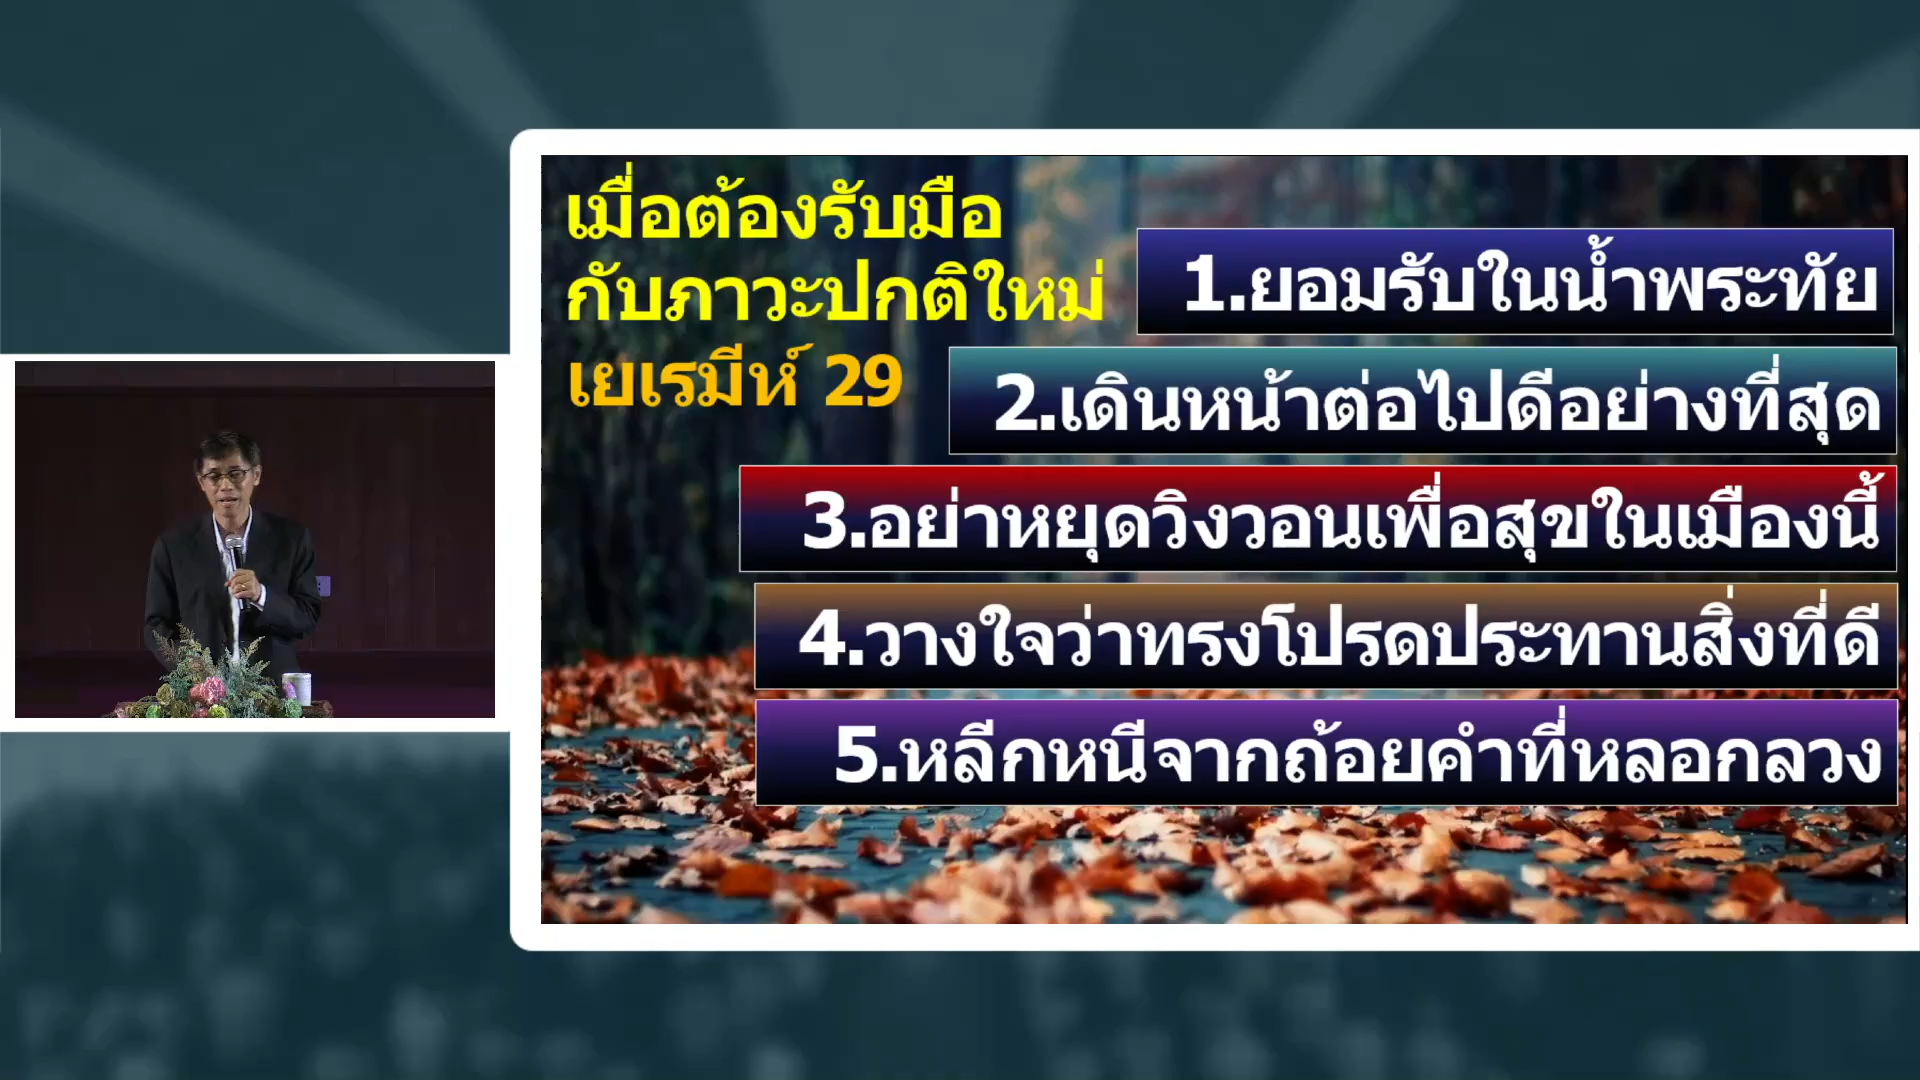 เมื่อต้องรับมือ
กับภาวะปกติใหม่
เยเรมีห์ 29
1.ยอมรับในน้ำพระทัย
2.เดินหน้าต่อไปดีอย่างที่สุด
3.อย่าหยุดวิงวอนเพื่อสุขในเมืองนี้
4.วางใจว่าทรงโปรดประทานสิ่งที่ดี
5.หลีกหนีจากถ้อยคำที่หลอกลวง